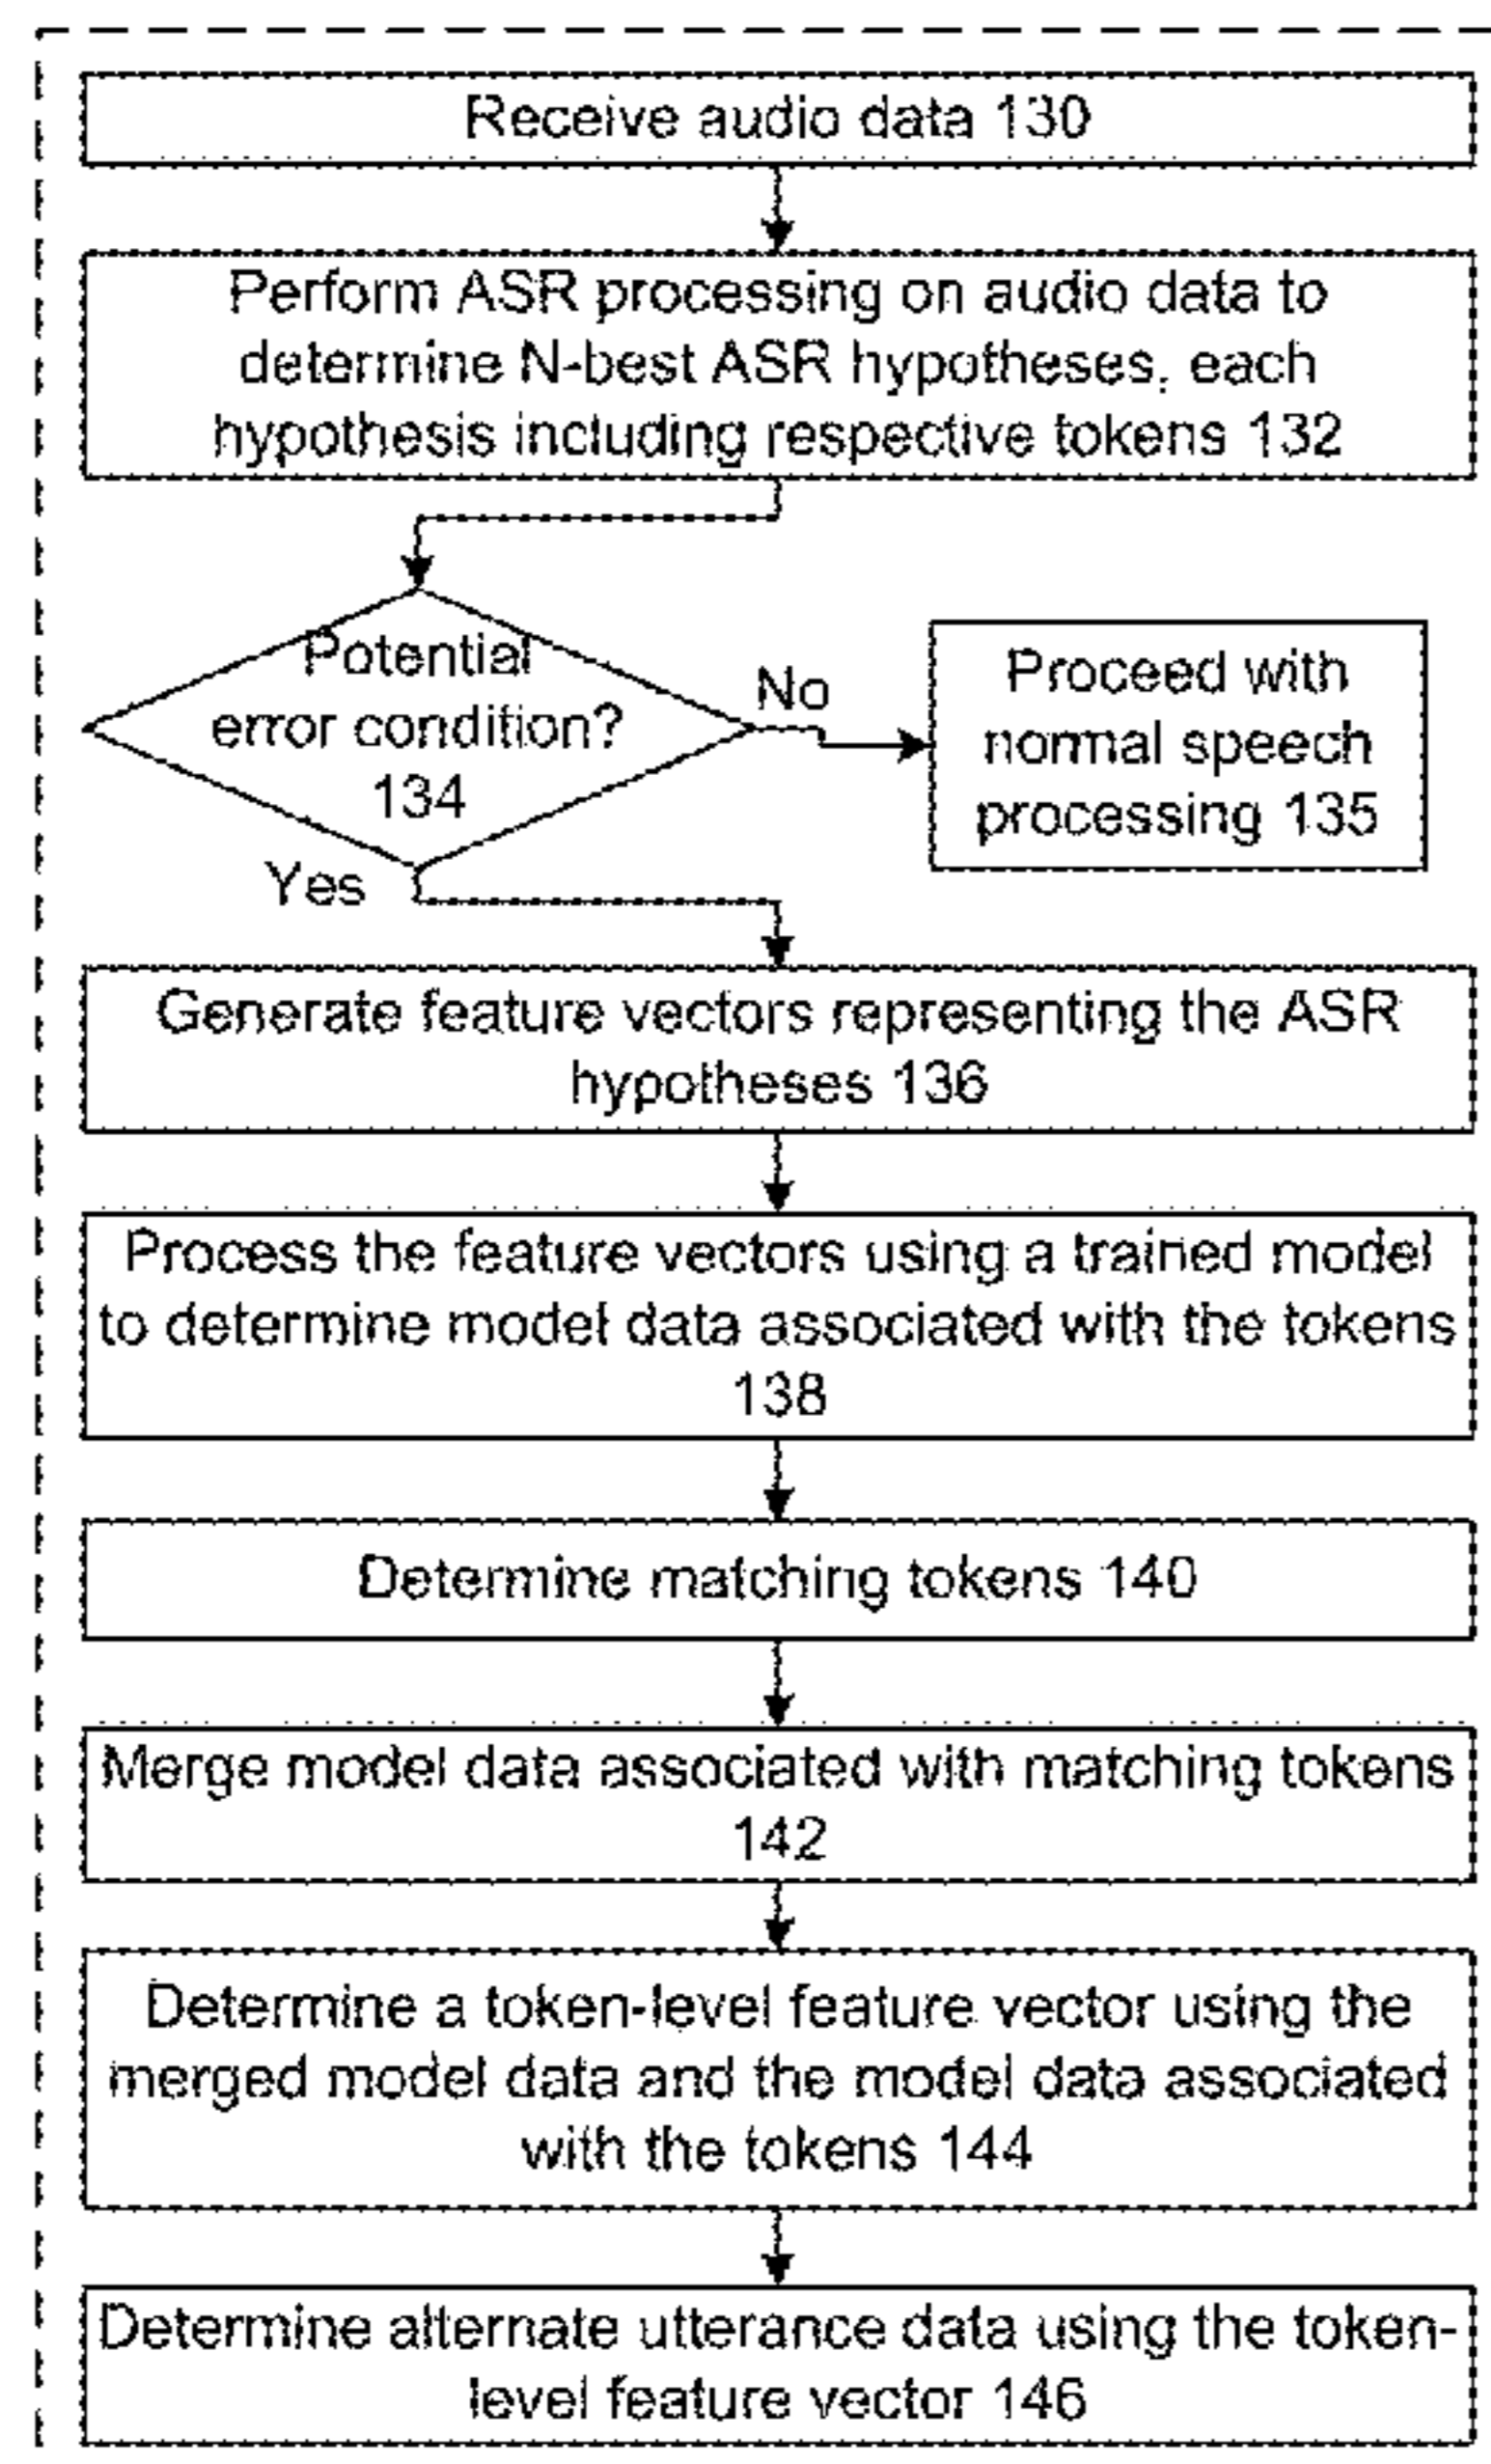 Receive audio data 130
Perform ASR processing on audio data to
determine N-best ASR hypotheses, each
hypothesis including respective tokens 132
Potential
error condition?
134
No
Proceed with
normal speech
processing 135
Yes
Generate feature vectors representing the ASR
hypotheses 136
Process the feature vectors using a trained model
to determine model data associated with the tokens
138
Determine matching tokens 140
Merge model data associated with matching tokens
142
Determine a token-level feature vector using the
merged model data and the model data associated
with the tokens 144
Determine alternate utterance data using the token-
level feature vector 146